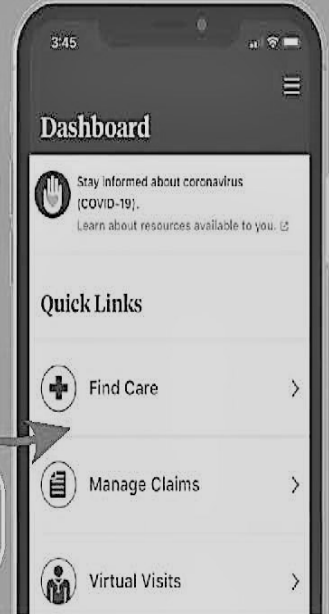 3:45
Dashboard
Stay informed about coronavirus
(COVID-19).
Learn about resources available to you.
Quick Links
Find Care
Manage Claims
Virtual Visits